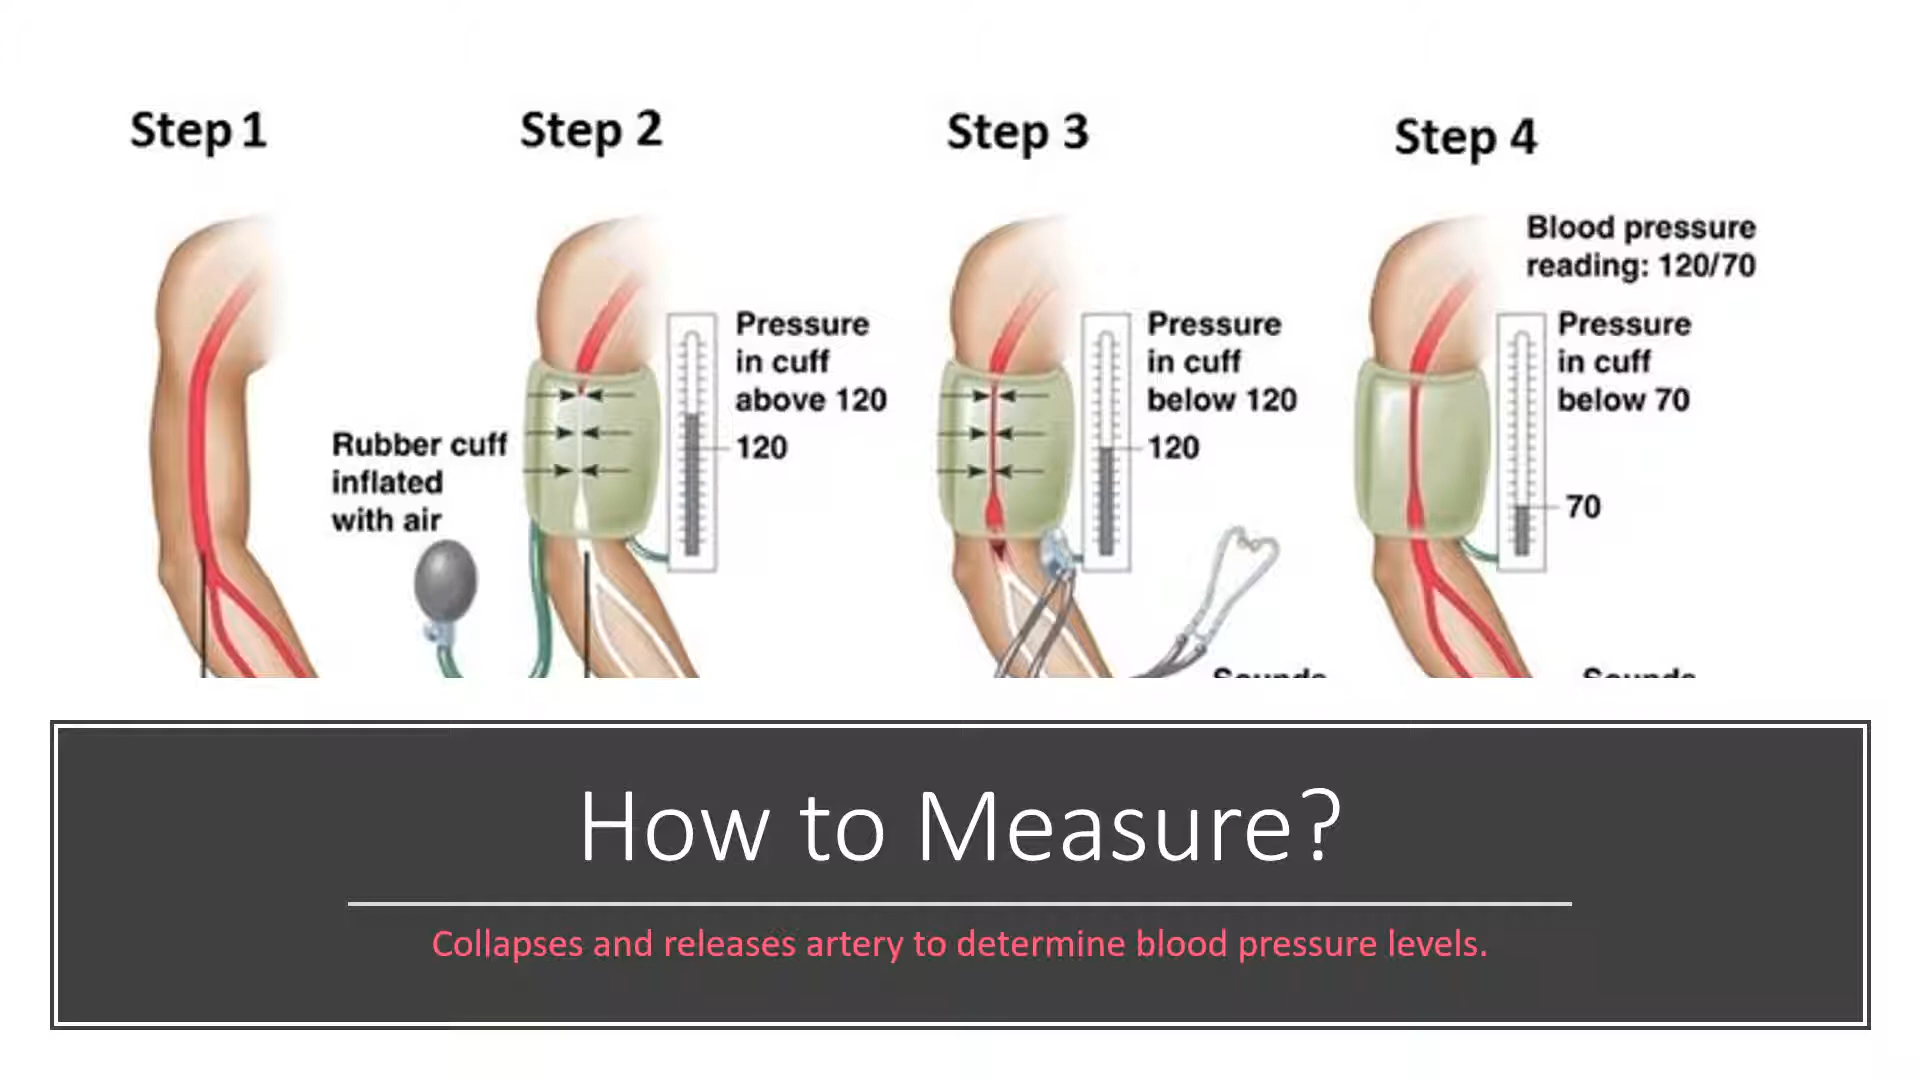 Step 1
Step 2
Step 3
Step 4
Blood pressure
reading: 120/70
Rubber cuff
inflated
with air
Pressure
in cuff
above 120
120
Pressure
in cuff
below 120
120
Pressure
in cuff
below 70
70
Sounds
Sounds
How to Measure?
Collapses and releases artery to determine blood pressure levels.